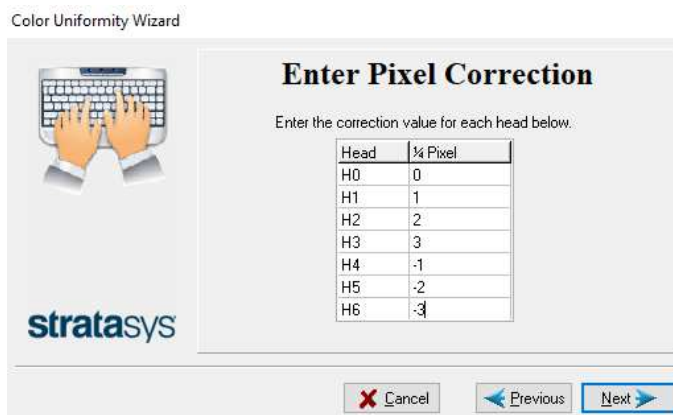 Color Uniformity Wizard
Enter Pixel Correction
Enter the correction value for each head below.
Head ¼ Pixel
H0 0
H1 1
H2 2
H3 3
H4 -1
H5 -2
H6 -3
stratasys
Cancel Previous Next